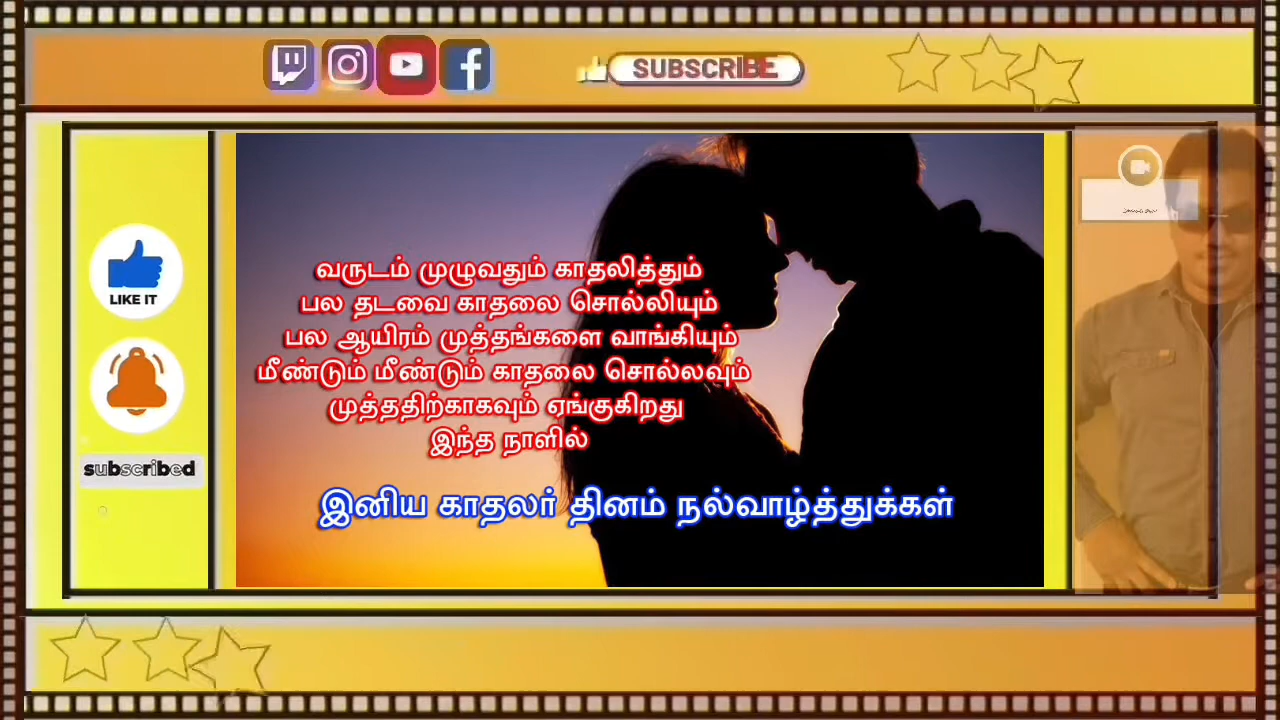 SUBSCRIBE
LIKE IT
subscribed
வருடம் முழுவதும் காதலித்தும்
பல தடவை காதலை சொல்லியும்
பல ஆயிரம் முத்தங்களை வாங்கியும்
மீண்டும் மீண்டும் காதலை சொல்லவும்
முத்ததிற்காகவும் ஏங்குகிறது
இந்த நாளில்
இனிய காதலர் தினம் நல்வாழ்த்துக்கள்